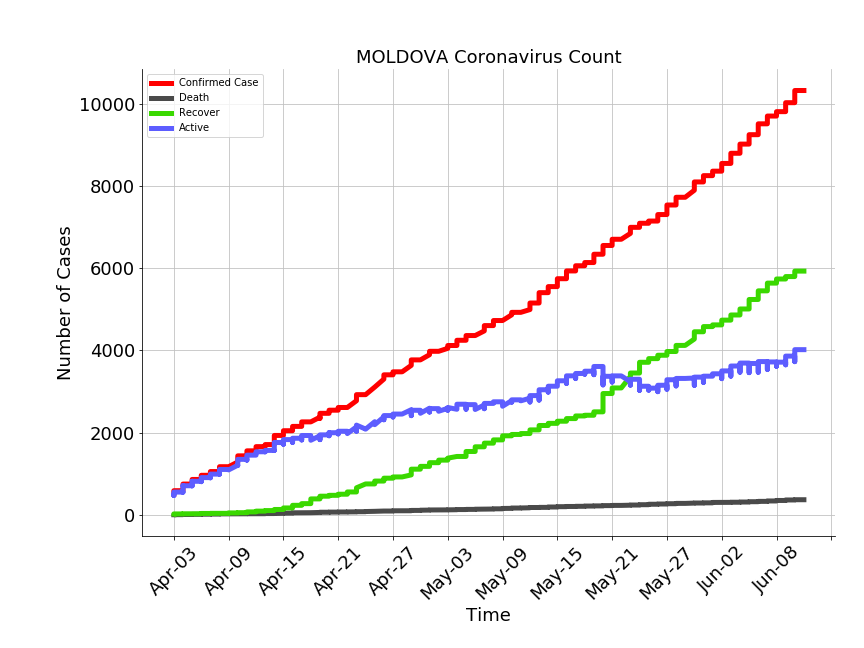 MOLDOVA Coronavirus Count
Confirmed Case
Death
Recover
Active
10000
8000
6000
4000
2000
0
Number of Cases
Apr-03
Apr-09
Apr-15
Apr-21
Apr-27
May-03
May-09
May-15
May-21
May-27
Jun-02
Jun-08
Time